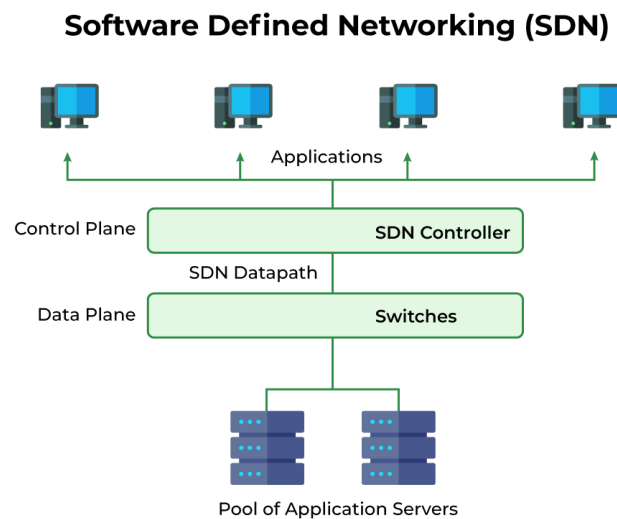 Software Defined Networking (SDN)
Applications
Control Plane
SDN Controller
SDN Datapath
Data Plane
Switches
Pool of Application Servers